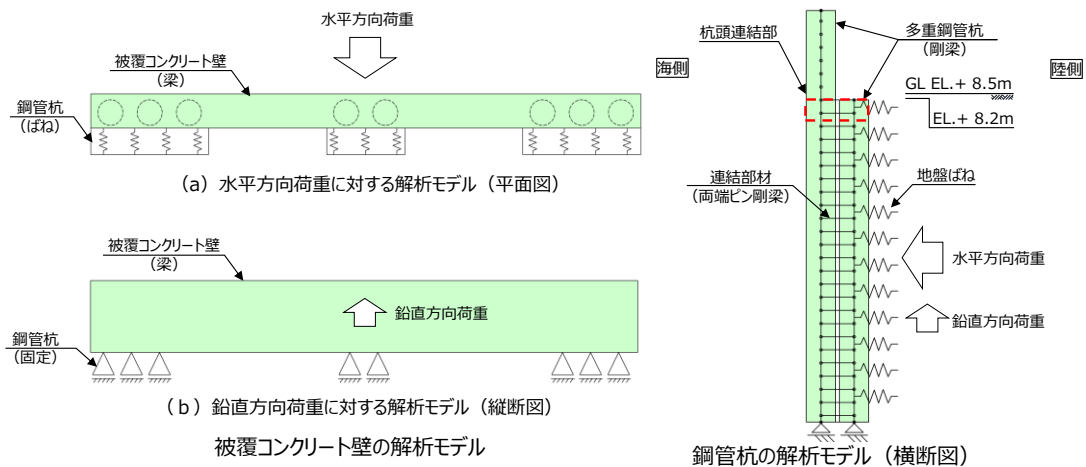 水平方向荷重
被覆コンクリート壁
（梁）
鋼管杭
（ばね）
（a）水平方向荷重に対する解析モデル（平面図）
被覆コンクリート壁
（梁）
鉛直方向荷重
鋼管杭
（固定）
（ｂ）鉛直方向荷重に対する解析モデル（縦断図）
被覆コンクリート壁の解析モデル
杭頭連結部
多重鋼管杭
（剛梁）
海側
陸側
GL EL.+ 8.5m
EL.+ 8.2m
連結部材
（両端ピン剛梁）
地盤ばね
水平方向荷重
鉛直方向荷重
鋼管杭の解析モデル（横断図）